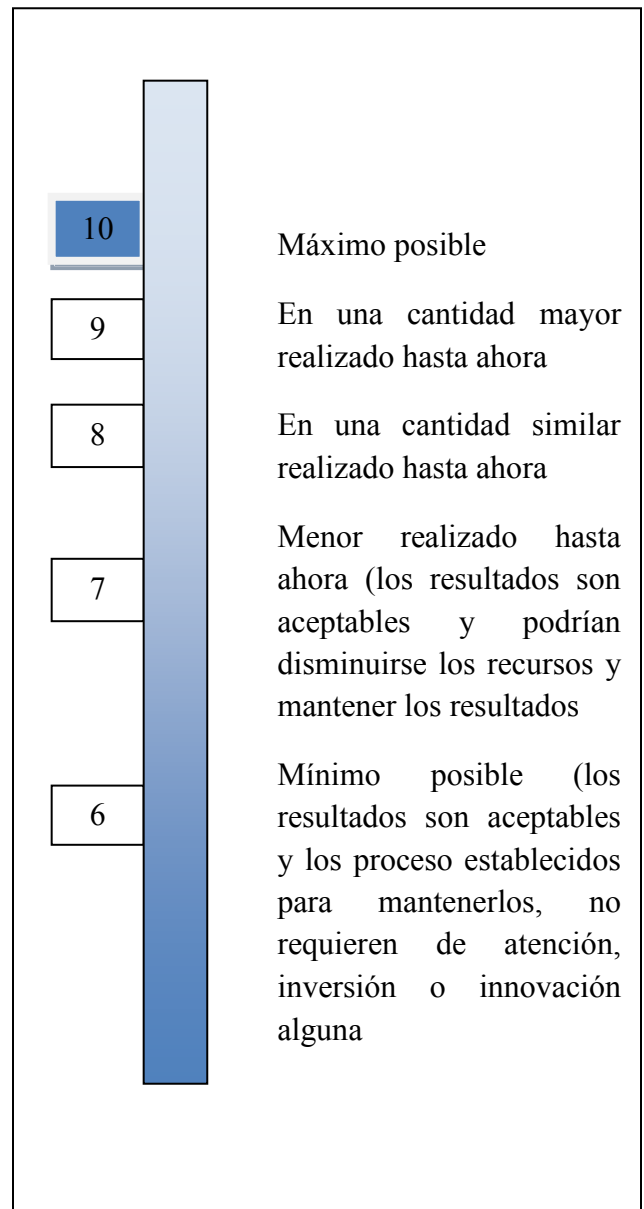 10
Máximo posible
9
En una cantidad mayor
realizado hasta ahora
8
En una cantidad similar
realizado hasta ahora
7
Menor realizado hasta
ahora (los resultados son
aceptables y podrían
disminuirse los recursos y
mantener los resultados
6
Mínimo posible (los
resultados son aceptables
y los proceso establecidos
para mantenerlos, no
requieren de atención,
inversión o innovación
alguna